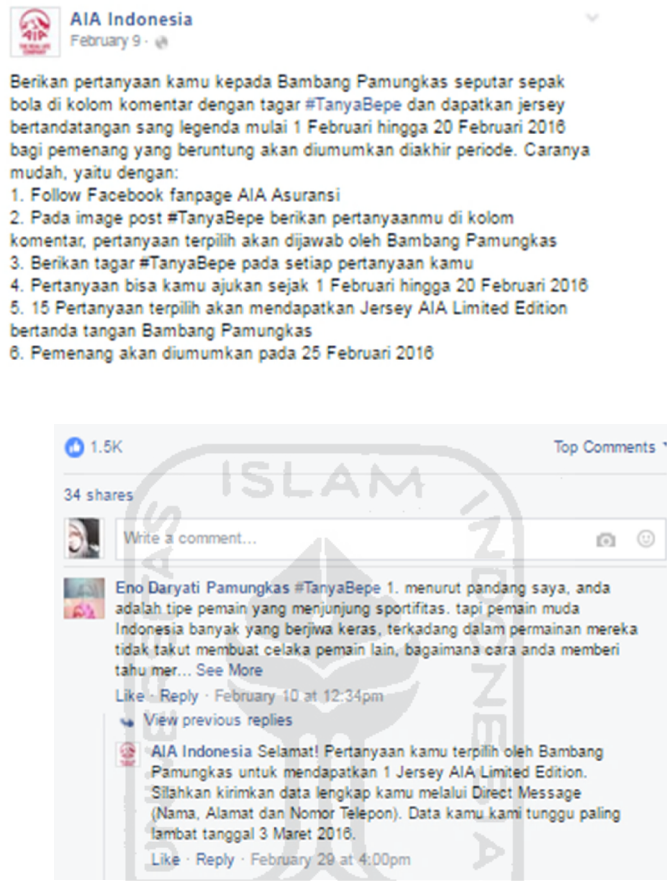 AIA Indonesia
February 9 ·
Berikan pertanyaan kamu kepada Bambang Pamungkas seputar sepak
bola di kolom komentar dengan tagar #TanyaBepe dan dapatkan jersey
bertandatangan sang legenda mulai 1 Februari hingga 20 Februari 2016
bagi pemenang yang beruntung akan diumumkan diakhir periode. Caranya
mudah, yaitu dengan:
1. Follow Facebook fanpage AIA Asuransi
2. Pada image post #TanyaBepe berikan pertanyaanmu di kolom
komentar, pertanyaan terpilih akan dijawab oleh Bambang Pamungkas
3. Berikan tagar #TanyaBepe pada setiap pertanyaan kamu
4. Pertanyaan bisa kamu ajukan sejak 1 Februari hingga 20 Februari 2016
5. 15 Pertanyaan terpilih akan mendapatkan Jersey AIA Limited Edition
bertanda tangan Bambang Pamungkas
6. Pemenang akan diumumkan pada 25 Februari 2016
1.5K
Top Comments
34 shares
Write a comment...
Eno Daryati Pamungkas #TanyaBepe 1. menurut pandang saya, anda
adalah tipe pemain yang menjunjung sportifitas. tapi pemain muda
Indonesia banyak yang berjiwa keras, terkadang dalam permainan mereka
tidak takut membuat celaka pemain lain, bagaimana cara anda memberi
tahu mer... See More
Like · Reply · February 10 at 12:34pm
View previous replies
AIA Indonesia Selamat! Pertanyaan kamu terpilih oleh Bambang
Pamungkas untuk mendapatkan 1 Jersey AIA Limited Edition.
Silahkan kirimkan data lengkap kamu melalui Direct Message
(Nama, Alamat dan Nomor Telepon). Data kamu kami tunggu paling
lambat tanggal 3 Maret 2016.
Like · Reply · February 29 at 4:00pm
UNIVERSITAS
ISLAM
INDONESIA